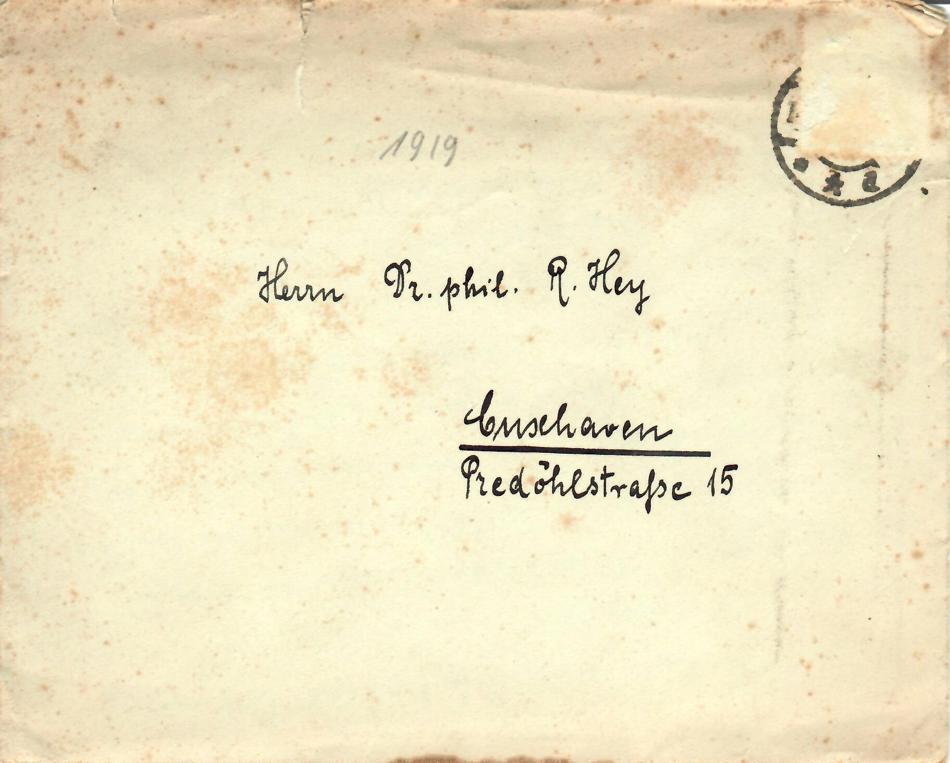 1919
Herrn Dr. phil. R. Hey
Cuxhaven
Predöhlstraße 15